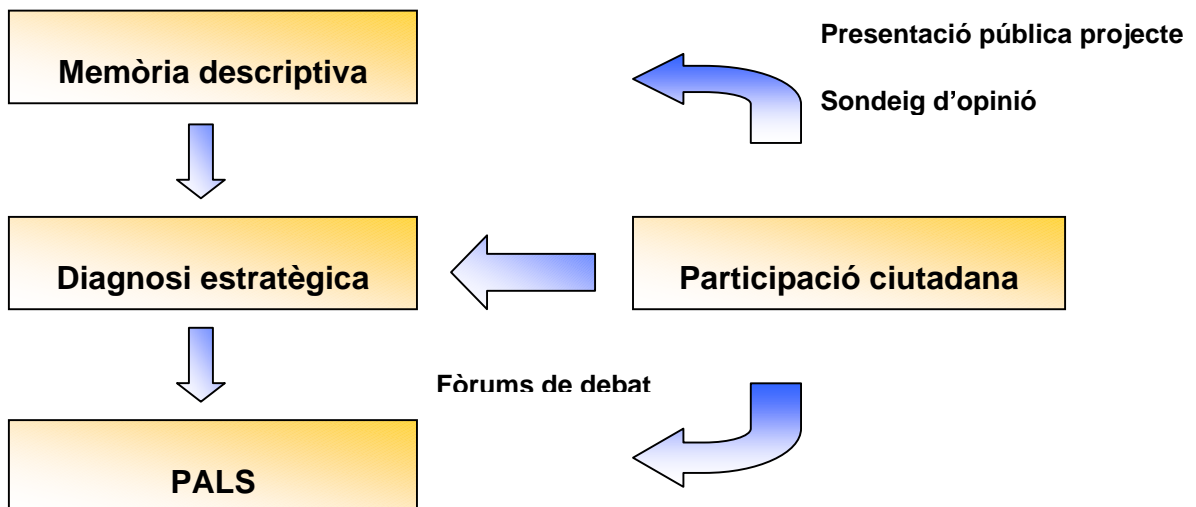 Presentació pública projecte
Memòria descriptiva
Sondeig d’opinió
Diagnosi estratègica
Participació ciutadana
Fòrums de debat
PALS